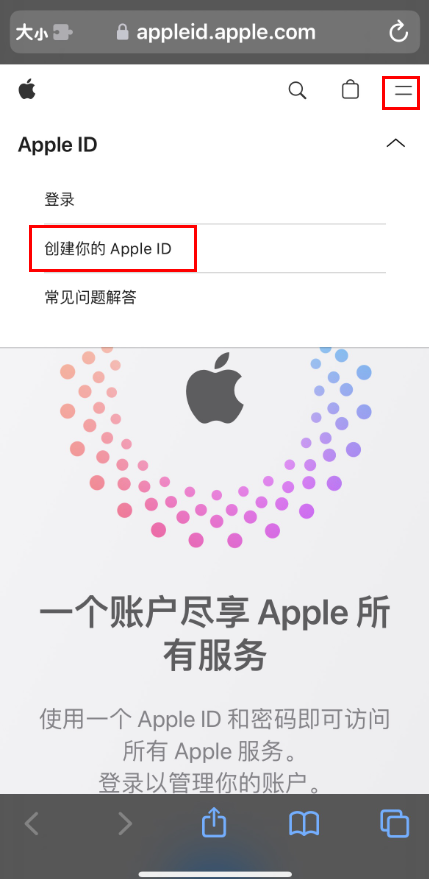 大小 appleid.apple.com
Apple ID
登录
创建你的 Apple ID
常见问题解答
一个账户尽享 Apple 所
有服务
使用一个 Apple ID 和密码即可访问
所有 Apple 服务。
登录以管理你的账户。